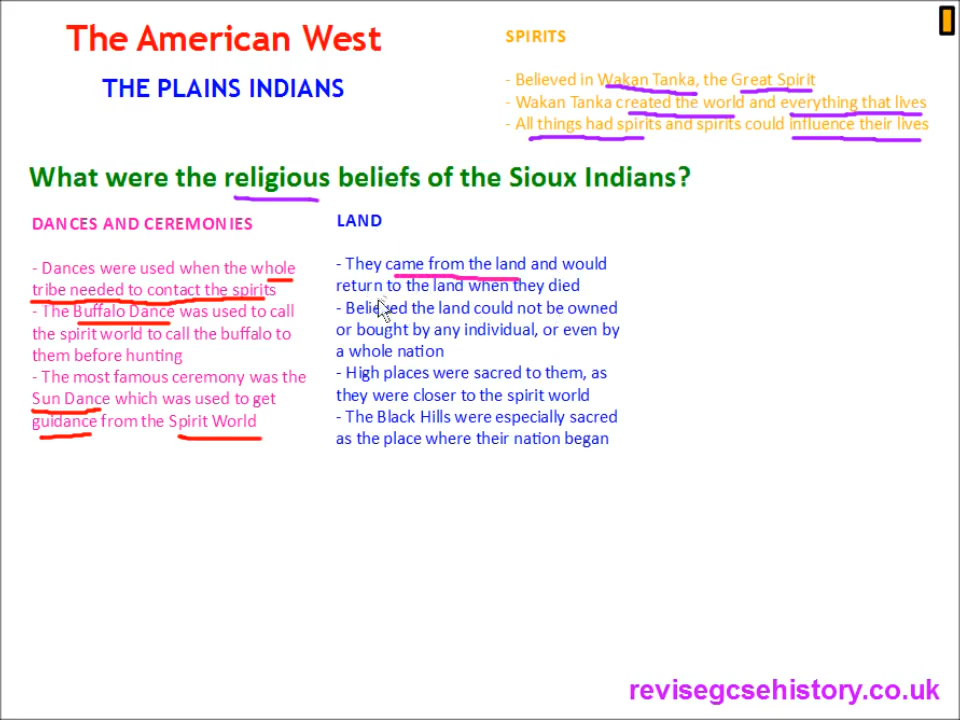 The American West
THE PLAINS INDIANS
SPIRITS
- Believed in Wakan Tanka, the Great Spirit
- Wakan Tanka created the world and everything that lives
- All things had spirits and spirits could influence their lives
What were the religious beliefs of the Sioux Indians?
DANCES AND CEREMONIES
- Dances were used when the whole
tribe needed to contact the spirits
- The Buffalo Dance was used to call
the spirit world to call the buffalo to
them before hunting
- The most famous ceremony was the
Sun Dance which was used to get
guidance from the Spirit World
LAND
- They came from the land and would
return to the land when they died
- Believed the land could not be owned
or bought by any individual, or even by
a whole nation
- High places were sacred to them, as
they were closer to the spirit world
- The Black Hills were especially sacred
as the place where their nation began
revisegcsehistory.co.uk